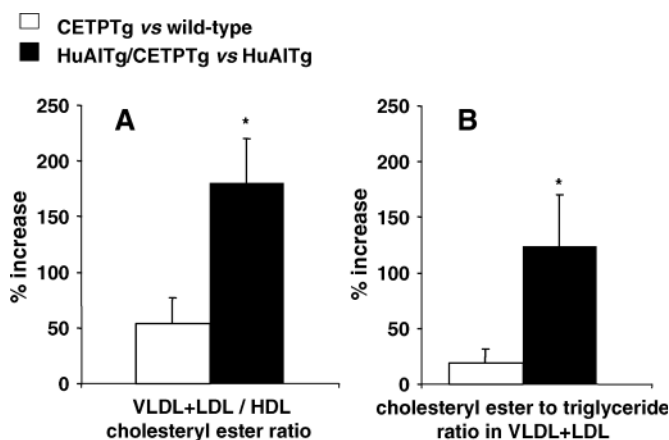 CETPTg vs wild-type
HuAITg/CETPTg vs HuAITg
A
% increase
250
200
150
100
50
0
*
VLDL+LDL / HDL
cholesteryl ester ratio
B
% increase
250
200
150
100
50
0
*
cholesteryl ester to triglyceride
ratio in VLDL+LDL